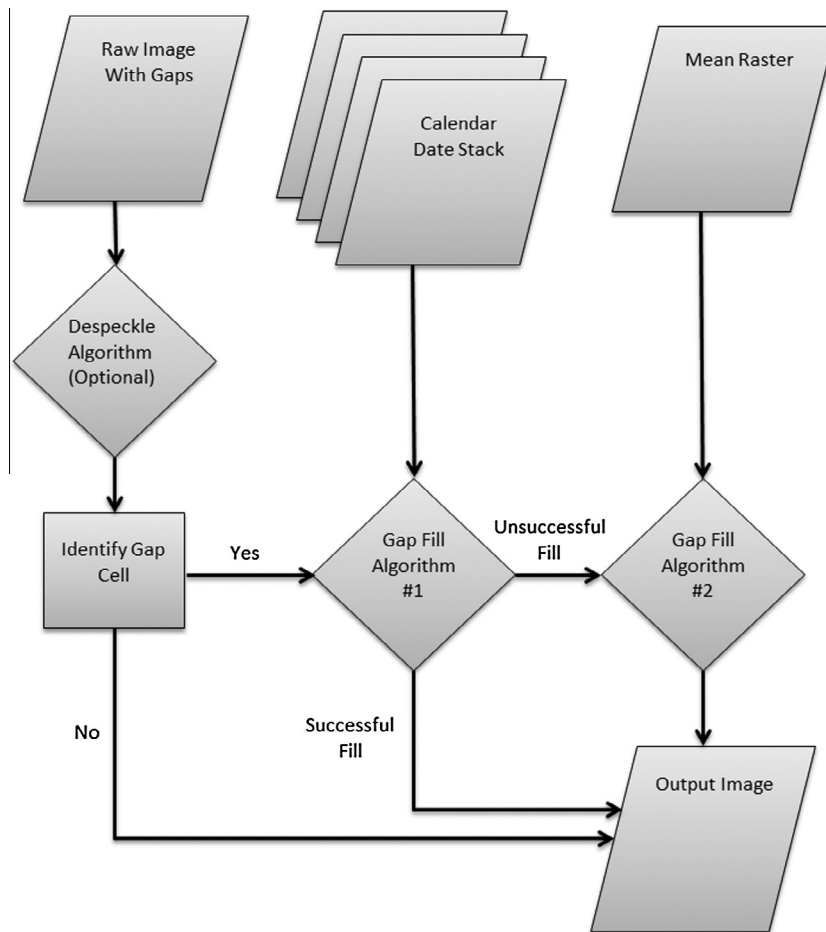 Raw Image
With Gaps
Calendar
Date Stack
Mean Raster
Despeckle
Algorithm
(Optional)
Identify Gap
Cell
Yes
Gap Fill
Algorithm
#1
Unsuccessful
Fill
Gap Fill
Algorithm
#2
No
Successful
Fill
Output Image